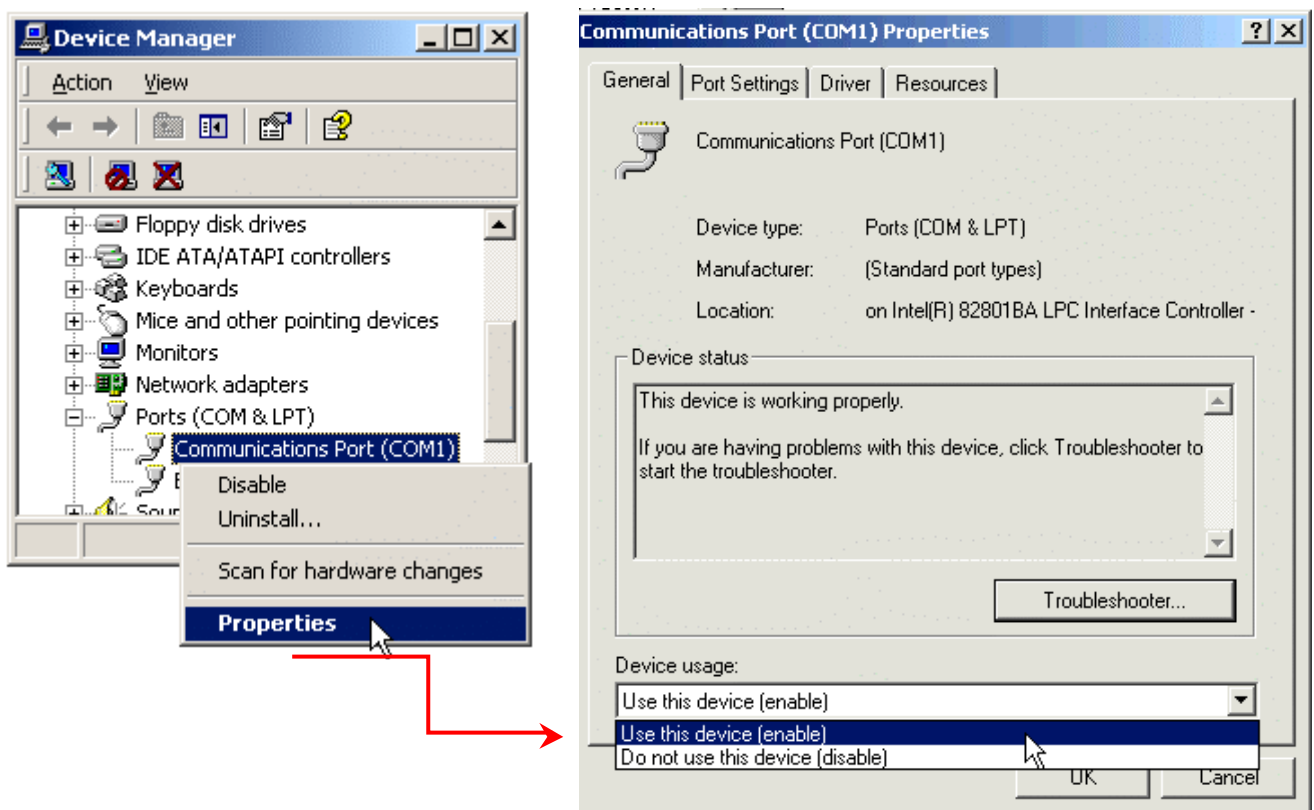 Device Manager
Action View
Floppy disk drives
IDE ATA/ATAPI controllers
Keyboards
Mice and other pointing devices
Monitors
Network adapters
Ports (COM & LPT)
Communications Port (COM1)
Disable
Uninstall...
Scan for hardware changes
Properties
Communications Port (COM1) Properties
General Port Settings Driver Resources
Communications Port (COM1)
Device type: Ports (COM & LPT)
Manufacturer: (Standard port types)
Location: on Intel(R) 82801BA LPC Interface Controller -
Device status
This device is working properly.
If you are having problems with this device, click Troubleshooter to
start the troubleshooter.
Troubleshooter...
Device usage:
Use this device (enable)
Use this device (enable)
Do not use this device (disable)
OK Cancel